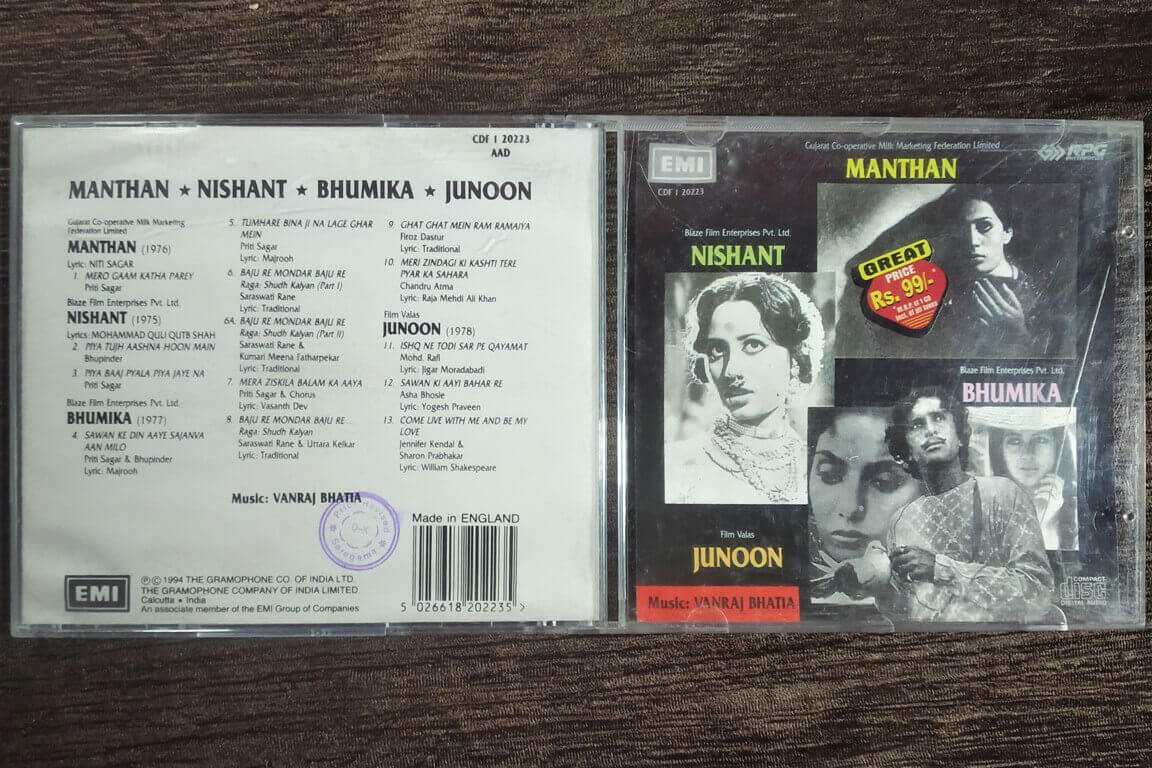 CDF 1 20223
AAD
MANTHAN ★ NISHANT ★ BHUMIKA ★ JUNOON
Gujarat Co-operative Milk Marketing
Federation Limited
MANTHAN (1976)
Lyric: NITI SAGAR
1. MERO GAAM KATHA PAREY
Priti Sagar
Blaze Film Enterprises Pvt. Ltd.
NISHANT (1975)
Lyrics: MOHAMMAD QULI QUTB SHAH
2. PIYA TUJH AASHNA HOON MAIN
Bhupinder
3. PIYA BAAJ PYALA PIYA JAYE NA
Priti Sagar
Blaze Film Enterprises Pvt. Ltd.
BHUMIKA (1977)
4. SAWAN KE DIN AAYE SAJANVA
AAN MILO
Priti Sagar & Bhupinder
Lyric: Majrooh
5. TUMHARE BINA JI NA LAGE GHAR
MEIN
Priti Sagar
Lyric: Majrooh
6. BAJU RE MONDAR BAJU RE
Raga: Shudh Kalyan (Part I)
Saraswati Rane
Lyric: Traditional
6A. BAJU RE MONDAR BAJU RE
Raga: Shudh Kalyan (Part II)
Saraswati Rane &
Kumari Meena Fatharpekar
Lyric: Traditional
7. MERA ZISKILA BALAM KA AAYA
Priti Sagar & Chorus
Lyric: Vasanth Dev
8. BAJU RE MONDAR BAJU RE
Raga: Shudh Kalyan
Saraswati Rane & Uttara Kelkar
Lyric: Traditional
9. GHAT GHAT MEIN RAM RAMAIYA
Firoz Dastur
Lyric: Traditional
10. MERI ZINDAGI KI KASHTI TERE
PYAR KA SAHARA
Chandru Atma
Lyric: Raja Mehdi Ali Khan
Film Valas
JUNOON (1978)
11. ISHQ NE TODI SAR PE QAYAMAT
Mohd. Rafi
Lyric: Jigar Moradabadi
12. SAWAN KI AAYI BAHAR RE
Asha Bhosle
Lyric: Yogesh Praveen
13. COME LIVE WITH ME AND BE MY
LOVE
Jennifer Kendal &
Sharon Prabhakar
Lyric: William Shakespeare
Music: VANRAJ BHATIA
Price Revised
O-K
Saregama
Made in ENGLAND
5 026618 202235 >
EMI
℗ © 1994 THE GRAMOPHONE CO. OF INDIA LTD.
THE GRAMOPHONE COMPANY OF INDIA LIMITED.
Calcutta • India
An associate member of the EMI Group of Companies
EMI
CDF 1 20223
Gujarat Co-operative Milk Marketing Federation Limited
MANTHAN
RPG
ENTERPRISES
Blaze Film Enterprises Pvt. Ltd.
NISHANT
GREAT
PRICE
Rs. 99/-
M.R.P. OF 1 CD
INCL. OF ALL TAXES
Blaze Film Enterprises Pvt. Ltd.
BHUMIKA
Film Valas
JUNOON
Music: VANRAJ BHATIA
COMPACT
disc
DIGITAL AUDIO